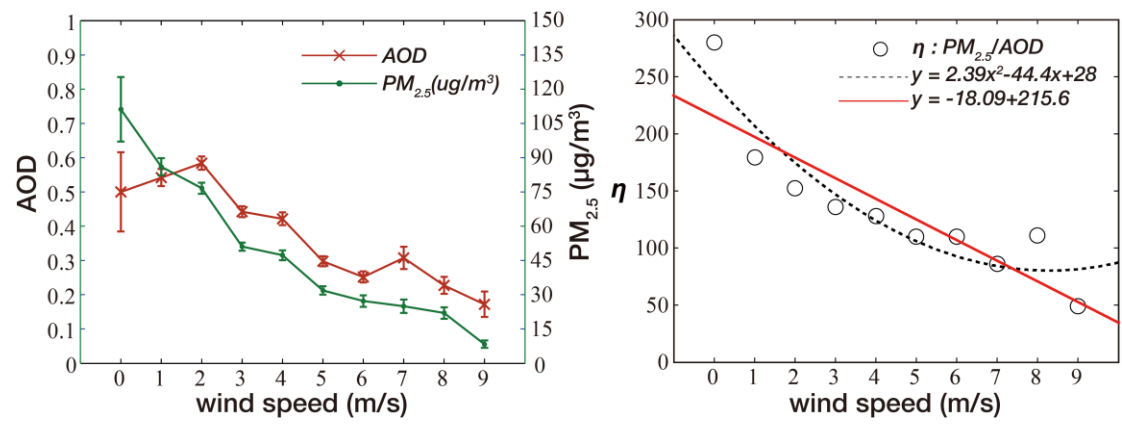 1
0.9
0.8
0.7
0.6
0.5
0.4
0.3
0.2
0.1
0
AOD
150
135
120
105
90
75
60
45
30
15
0
PM2.5 (μg/m³)
AOD
PM2.5(ug/m³)
0 1 2 3 4 5 6 7 8 9
wind speed (m/s)
300
250
200
150
100
50
0
η
η : PM2.5/AOD
y = 2.39x²-44.4x+28
y = -18.09+215.6
0 1 2 3 4 5 6 7 8 9
wind speed (m/s)